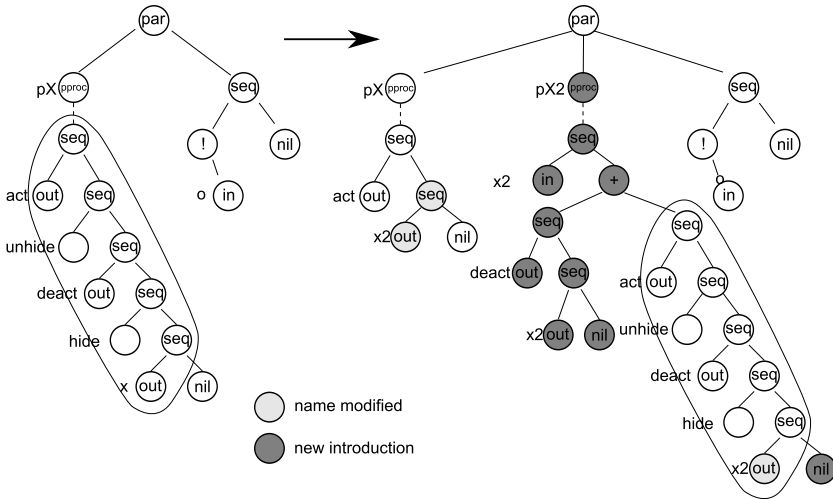 par par
pX pproc seq pX pproc pX2 pproc seq
seq ! nil seq seq ! nil
act out seq o in act out seq x2 in + o in
unhide seq x2 out nil seq seq
deact out seq deact out seq act out seq
hide seq x2 out nil unhide seq
x out nil deact out seq
name modified hide seq
new introduction x2 out nil